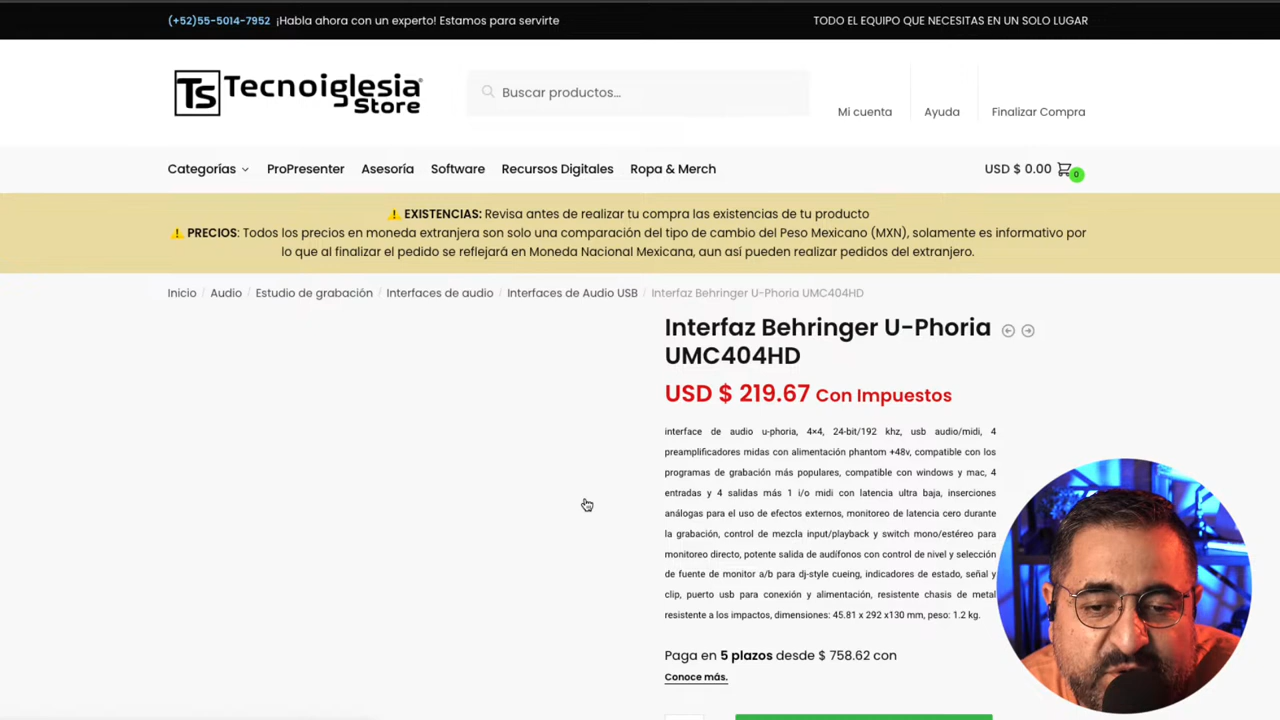 (+52)55-5014-7952 ¡Habla ahora con un experto! Estamos para servirte
TODO EL EQUIPO QUE NECESITAS EN UN SOLO LUGAR
Ts Tecnoiglesia®
Store
Buscar productos...
Mi cuenta
Ayuda
Finalizar Compra
Categorías
ProPresenter
Asesoría
Software
Recursos Digitales
Ropa & Merch
USD $ 0.00
0
⚠️ EXISTENCIAS: Revisa antes de realizar tu compra las existencias de tu producto
⚠️ PRECIOS: Todos los precios en moneda extranjera son solo una comparación del tipo de cambio del Peso Mexicano (MXN), solamente es informativo por
lo que al finalizar el pedido se reflejará en Moneda Nacional Mexicana, aun así pueden realizar pedidos del extranjero.
Inicio / Audio / Estudio de grabación / Interfaces de audio / Interfaces de Audio USB / Interfaz Behringer U-Phoria UMC404HD
Interfaz Behringer U-Phoria
UMC404HD
USD $ 219.67 Con Impuestos
interface de audio u-phoria, 4×4, 24-bit/192 khz, usb audio/midi, 4
preamplificadores midas con alimentación phantom +48v, compatible con los
programas de grabación más populares, compatible con windows y mac, 4
entradas y 4 salidas más 1 i/o midi con latencia ultra baja, inserciones
análogas para el uso de efectos externos, monitoreo de latencia cero durante
la grabación, control de mezcla input/playback y switch mono/estéreo para
monitoreo directo, potente salida de audífonos con control de nivel y selección
de fuente de monitor a/b para dj-style cueing, indicadores de estado, señal y
clip, puerto usb para conexión y alimentación, resistente chasis de metal
resistente a los impactos, dimensiones: 45.81 x 292 x130 mm, peso: 1.2 kg.
Paga en 5 plazos desde $ 758.62 con
Conoce más.